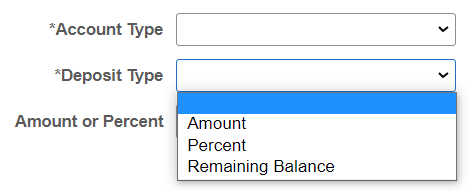 *Account Type
*Deposit Type
Amount or Percent
Amount
Percent
Remaining Balance